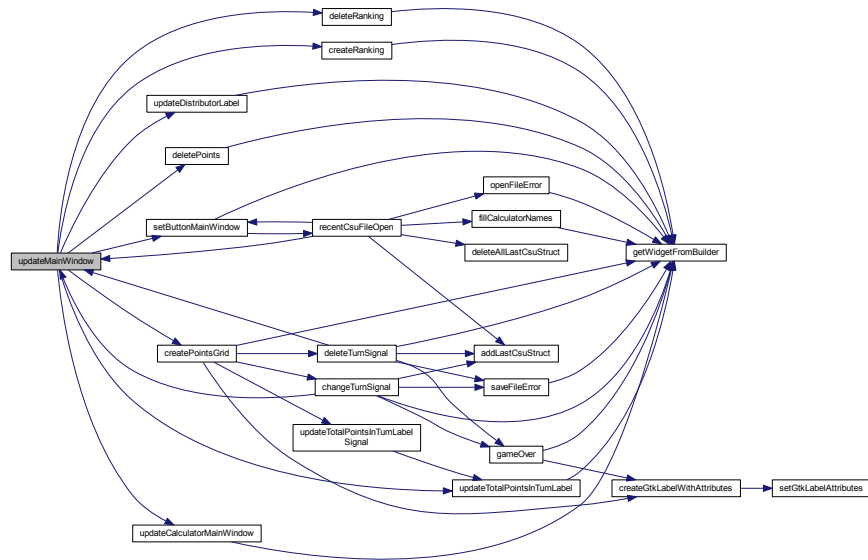 deleteRanking
createRanking
updateDistributorLabel
deletePoints
openFileError
setButtonMainWindow
recentCsuFileOpen
fillCalculatorNames
deleteAllLastCsuStruct
getWidgetFromBuilder
updateMainWindow
createPointsGrid
deleteTurnSignal
addLastCsuStruct
changeTurnSignal
saveFileError
updateTotalPointsInTurnLabel
Signal
gameOver
updateTotalPointsInTurnLabel
createGtkLabelWithAttributes
setGtkLabelAttributes
updateCalculatorMainWindow